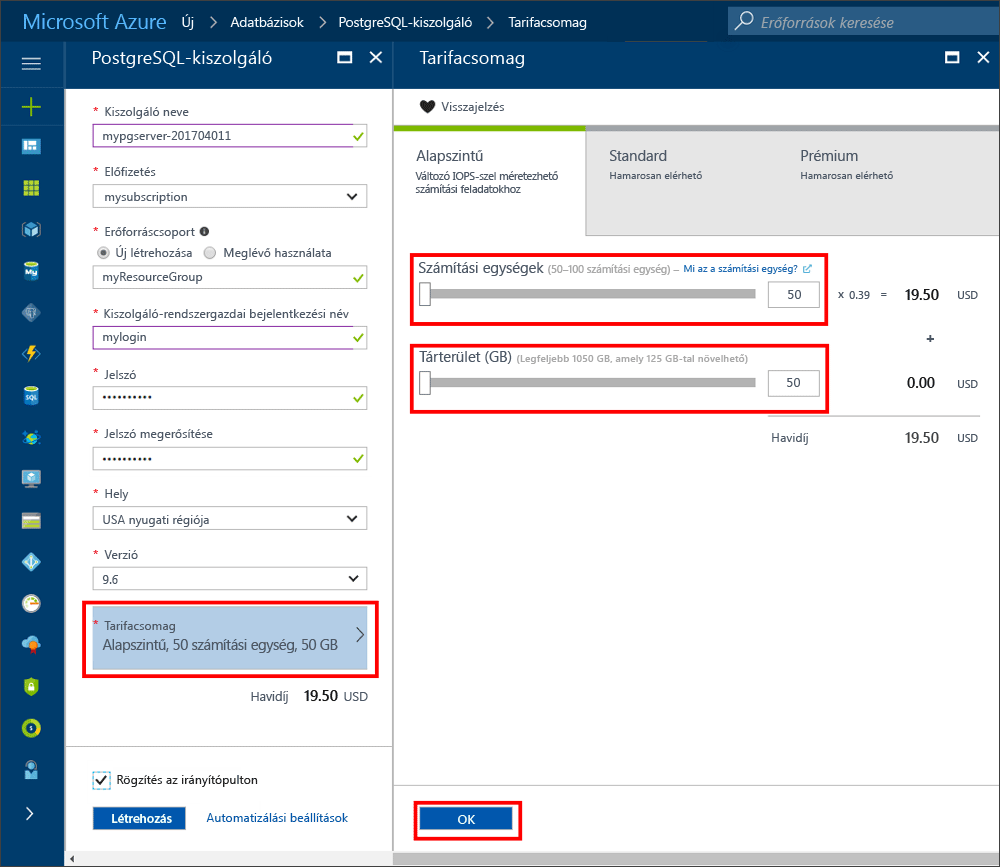 Microsoft Azure Új > Adatbázisok > PostgreSQL-kiszolgáló > Tarifacsomag
Erőforrások keresése
PostgreSQL-kiszolgáló
* Kiszolgáló neve
mypgserver-201704011
* Előfizetés
mysubscription
* Erőforráscsoport
Új létrehozása Meglévő használata
myResourceGroup
* Kiszolgáló-rendszergazdai bejelentkezési név
mylogin
* Jelszó
••••••••••
* Jelszó megerősítése
••••••••••
* Hely
USA nyugati régiója
* Verzió
9.6
* Tarifacsomag
Alapszintű, 50 számítási egység, 50 GB
Havidíj 19.50 USD
Rögzítés az irányítópulton
Létrehozás Automatizálási beállítások
Tarifacsomag
Visszajelzés
Alapszintű
Változó IOPS-szel méretezhető
számítási feladatokhoz
Standard
Hamarosan elérhető
Prémium
Hamarosan elérhető
Számítási egységek (50–100 számítási egység) – Mi az a számítási egység?
50 x 0.39 = 19.50 USD
+
Tárterület (GB) (Legfeljebb 1050 GB, amely 125 GB-tal növelhető)
50 0.00 USD
Havidíj 19.50 USD
OK